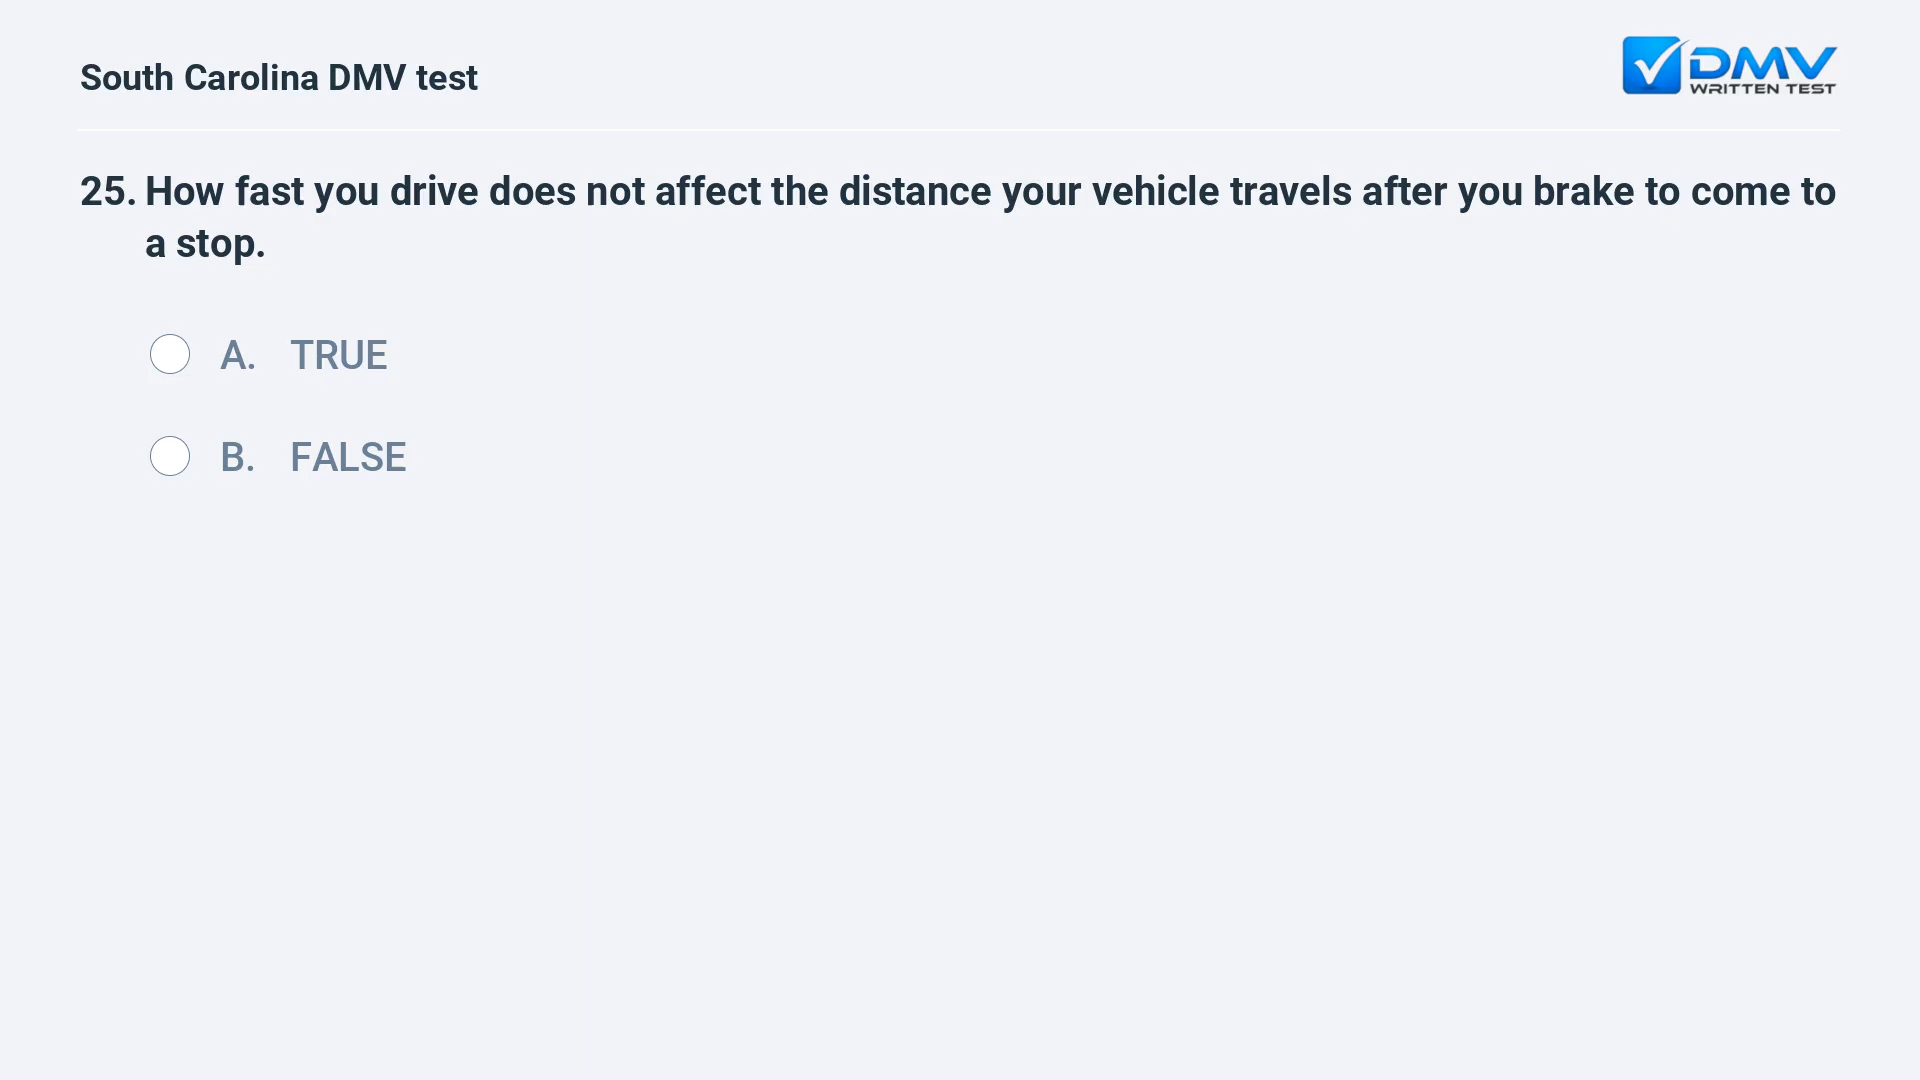 South Carolina DMV test
DMV
WRITTEN TEST
25. How fast you drive does not affect the distance your vehicle travels after you brake to come to
a stop.
A. TRUE
B. FALSE